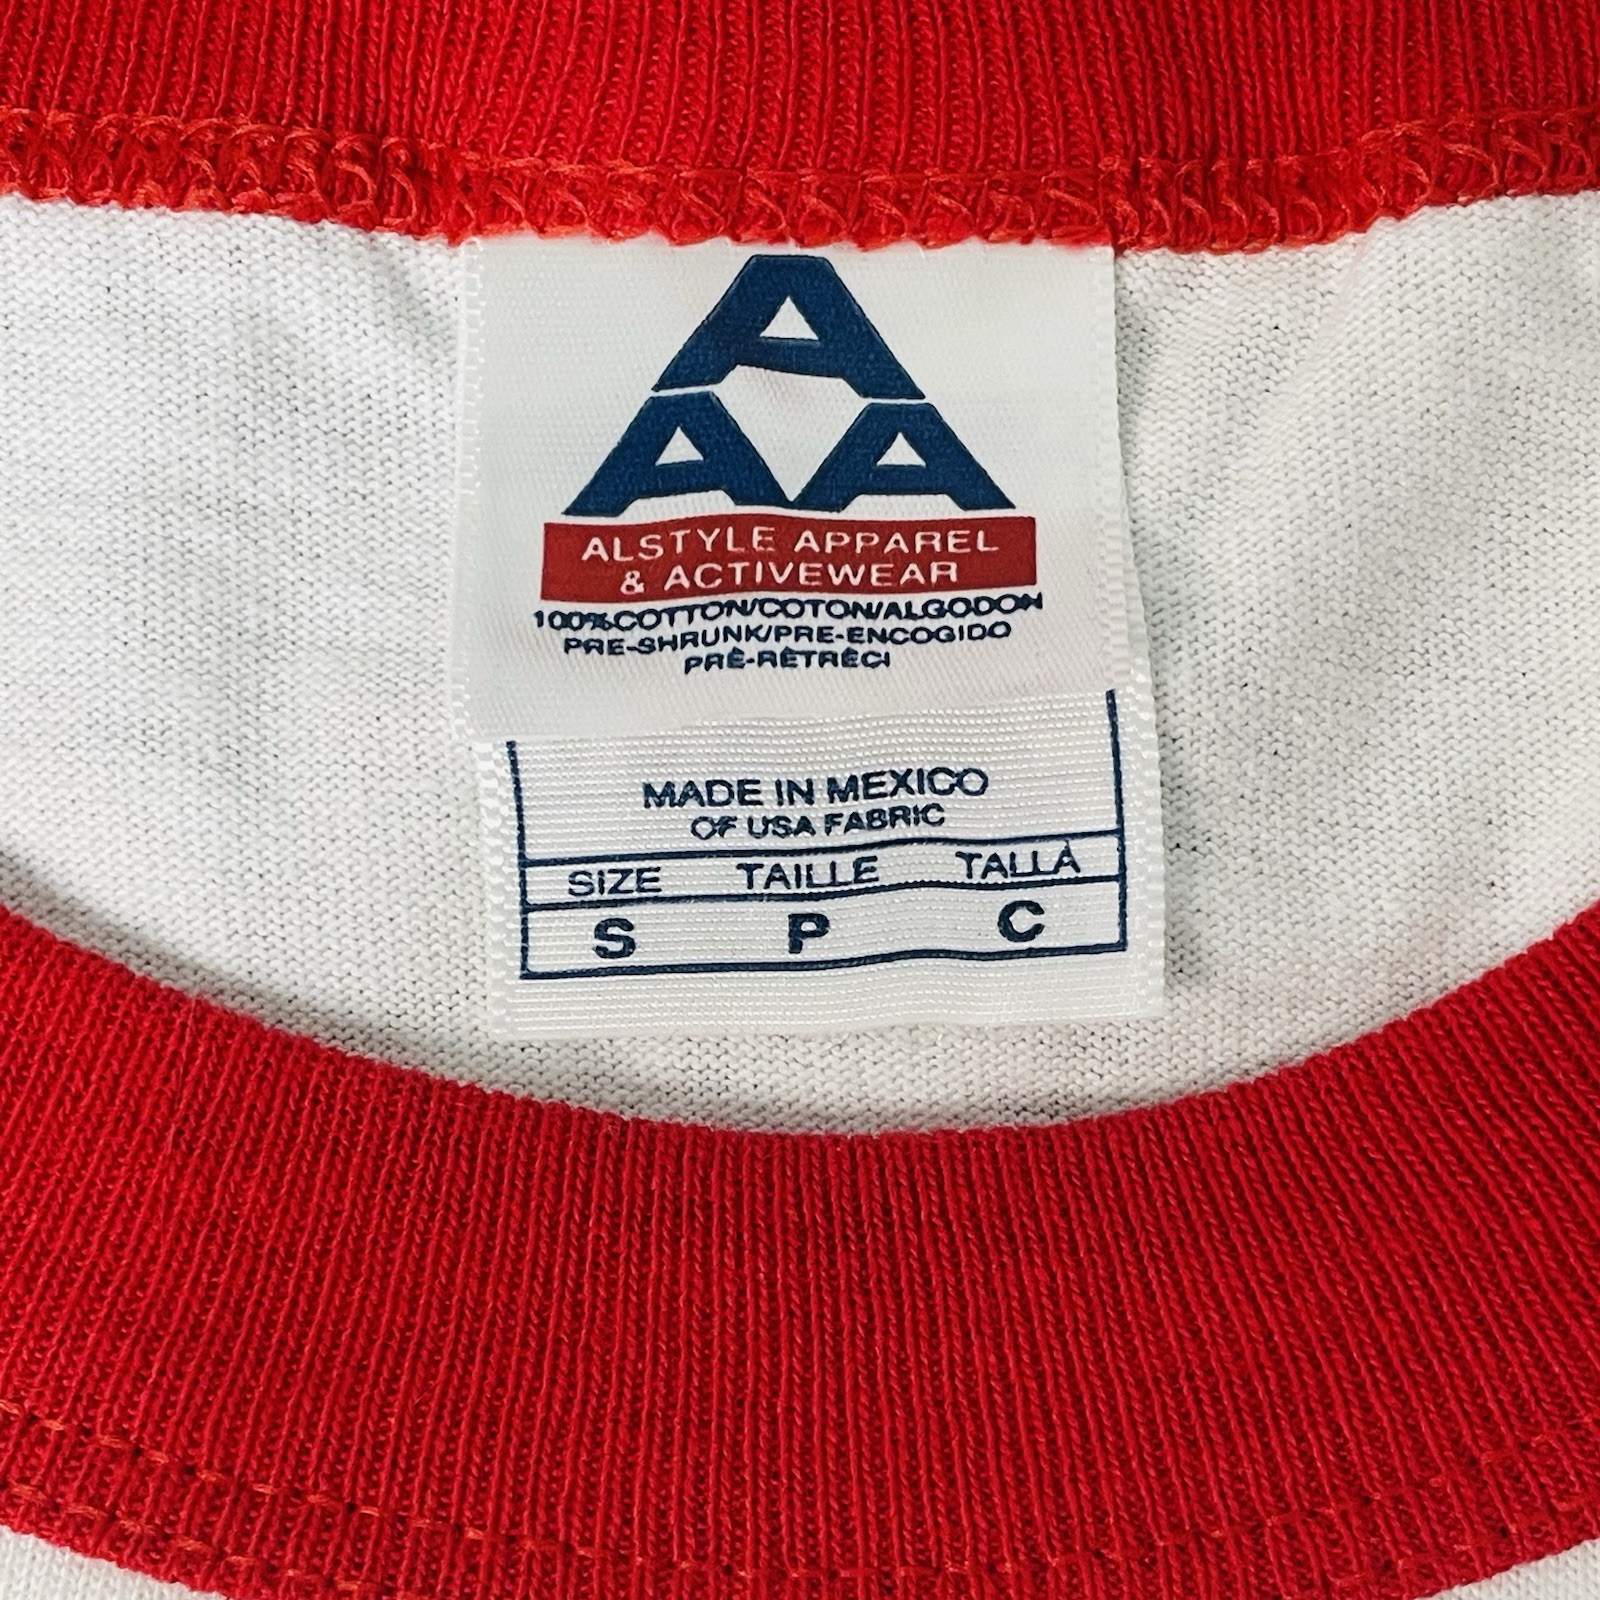 A
AA
ALSTYLE APPAREL
& ACTIVEWEAR
100% COTTON/COTON/ALGODON
PRE-SHRUNK/PRE-ENCOGIDO
PRÉ-RÉTRÉCI
MADE IN MEXICO
OF USA FABRIC
SIZE TAILLE TALLA
S P C